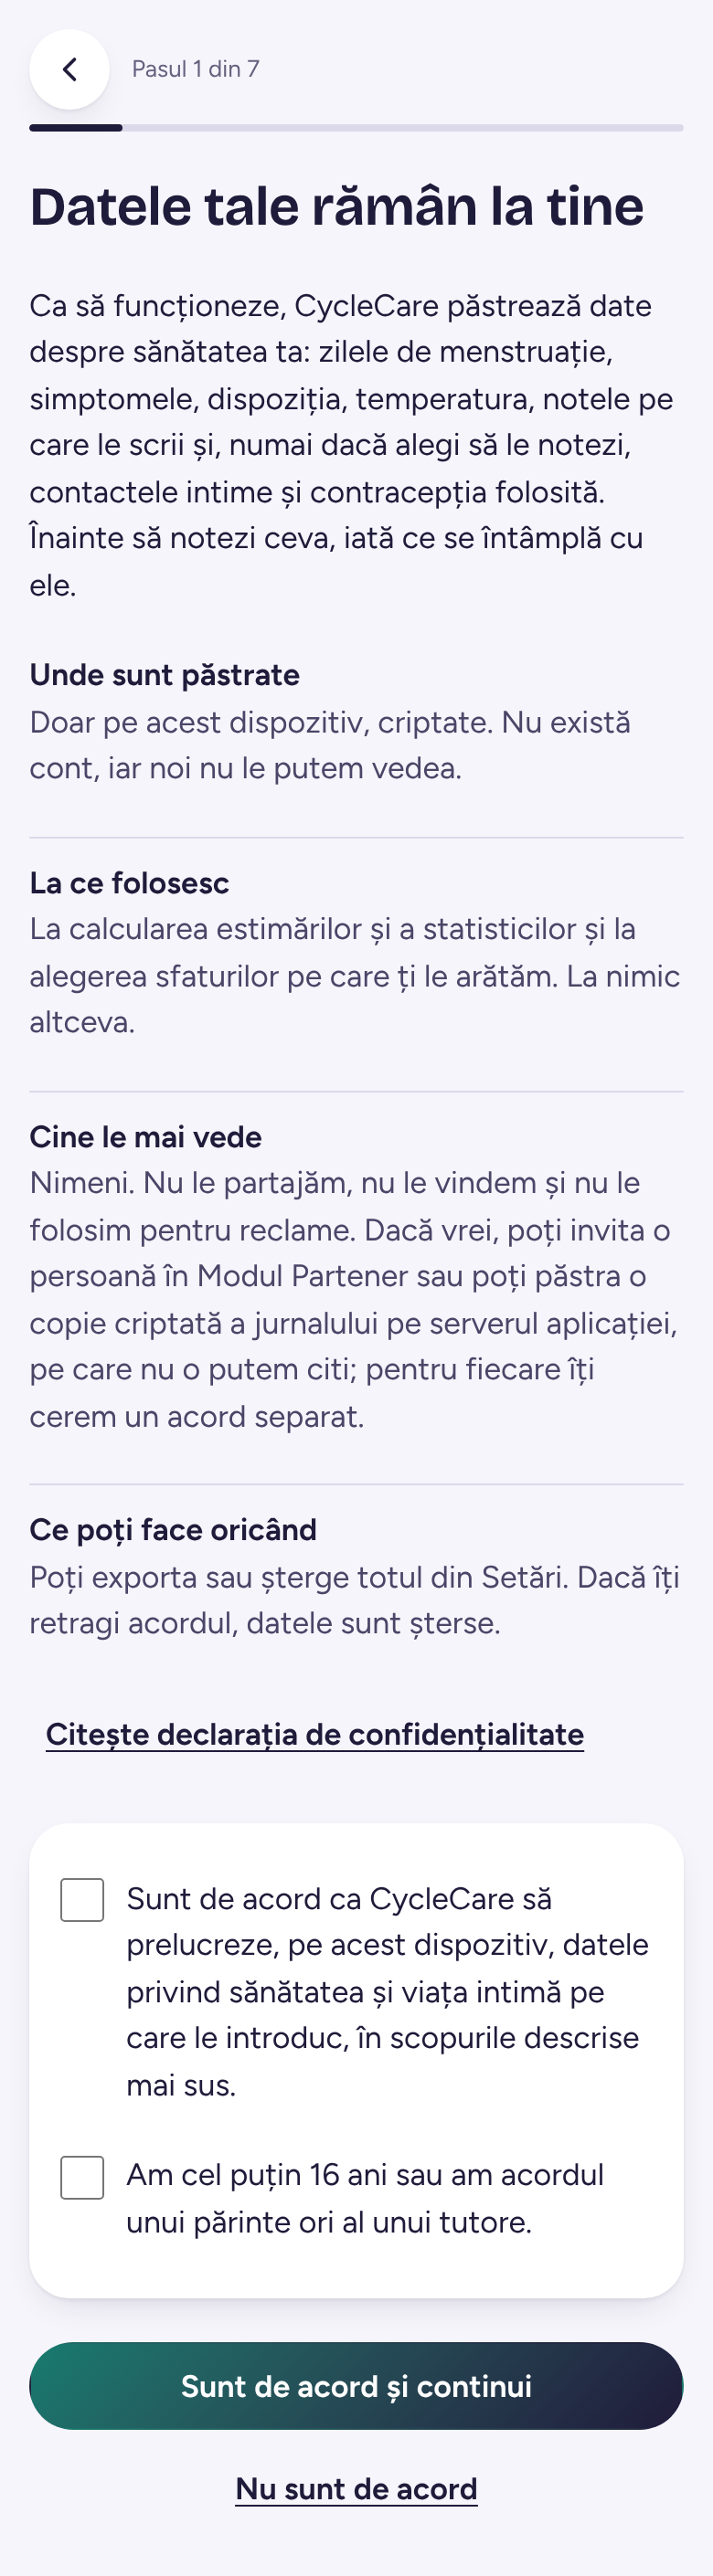 Pasul 1 din 7
Datele tale rămân la tine
Ca să funcționeze, CycleCare păstrează date
despre sănătatea ta: zilele de menstruație,
simptomele, dispoziția, temperatura, notele pe
care le scrii și, numai dacă alegi să le notezi,
contactele intime și contracepția folosită.
Înainte să notezi ceva, iată ce se întâmplă cu
ele.
Unde sunt păstrate
Doar pe acest dispozitiv, criptate. Nu există
cont, iar noi nu le putem vedea.
La ce folosesc
La calcularea estimărilor și a statisticilor și la
alegerea sfaturilor pe care ți le arătăm. La nimic
altceva.
Cine le mai vede
Nimeni. Nu le partajăm, nu le vindem și nu le
folosim pentru reclame. Dacă vrei, poți invita o
persoană în Modul Partener sau poți păstra o
copie criptată a jurnalului pe serverul aplicației,
pe care nu o putem citi; pentru fiecare îți
cerem un acord separat.
Ce poți face oricând
Poți exporta sau șterge totul din Setări. Dacă îți
retragi acordul, datele sunt șterse.
Citește declarația de confidențialitate
Sunt de acord ca CycleCare să
prelucreze, pe acest dispozitiv, datele
privind sănătatea și viața intimă pe
care le introduc, în scopurile descrise
mai sus.
Am cel puțin 16 ani sau am acordul
unui părinte ori al unui tutore.
Sunt de acord și continui
Nu sunt de acord